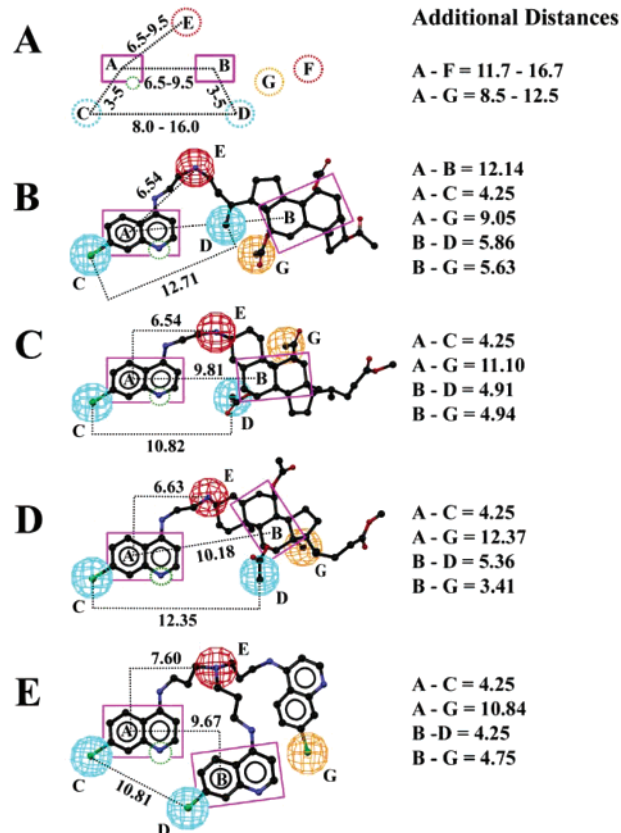 Additional Distances
A
E
6.5-9.5
A
B
6.5-9.5
3-5
3-5
G
F
C
D
8.0 - 16.0
A - F = 11.7 - 16.7
A - G = 8.5 - 12.5
B
E
6.54
A
B
D
C
G
12.71
A - B = 12.14
A - C = 4.25
A - G = 9.05
B - D = 5.86
B - G = 5.63
C
E
6.54
G
9.81
A
B
C
D
10.82
A - C = 4.25
A - G = 11.10
B - D = 4.91
B - G = 4.94
D
E
6.63
A
B
10.18
G
C
D
12.35
A - C = 4.25
A - G = 12.37
B - D = 5.36
B - G = 3.41
E
E
7.60
A
9.67
B
G
C
10.81
D
A - C = 4.25
A - G = 10.84
B -D = 4.25
B - G = 4.75